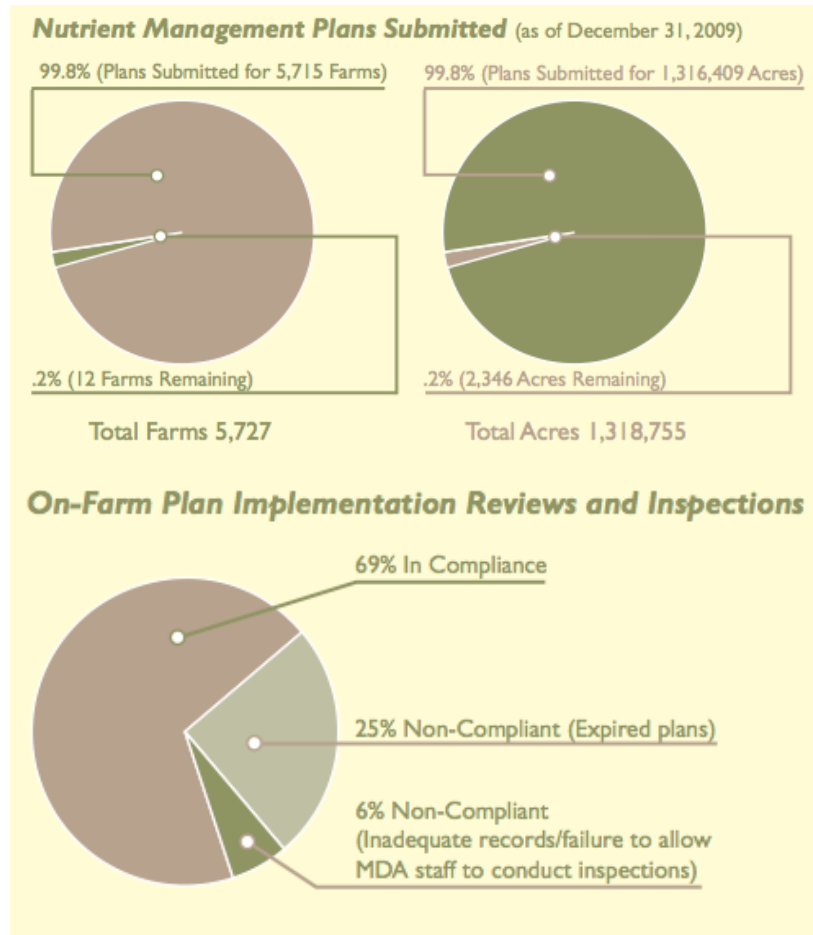 Nutrient Management Plans Submitted (as of December 31, 2009)
99.8% (Plans Submitted for 5,715 Farms)
99.8% (Plans Submitted for 1,316,409 Acres)
.2% (12 Farms Remaining)
.2% (2,346 Acres Remaining)
Total Farms 5,727
Total Acres 1,318,755
On-Farm Plan Implementation Reviews and Inspections
69% In Compliance
25% Non-Compliant (Expired plans)
6% Non-Compliant
(Inadequate records/failure to allow
MDA staff to conduct inspections)